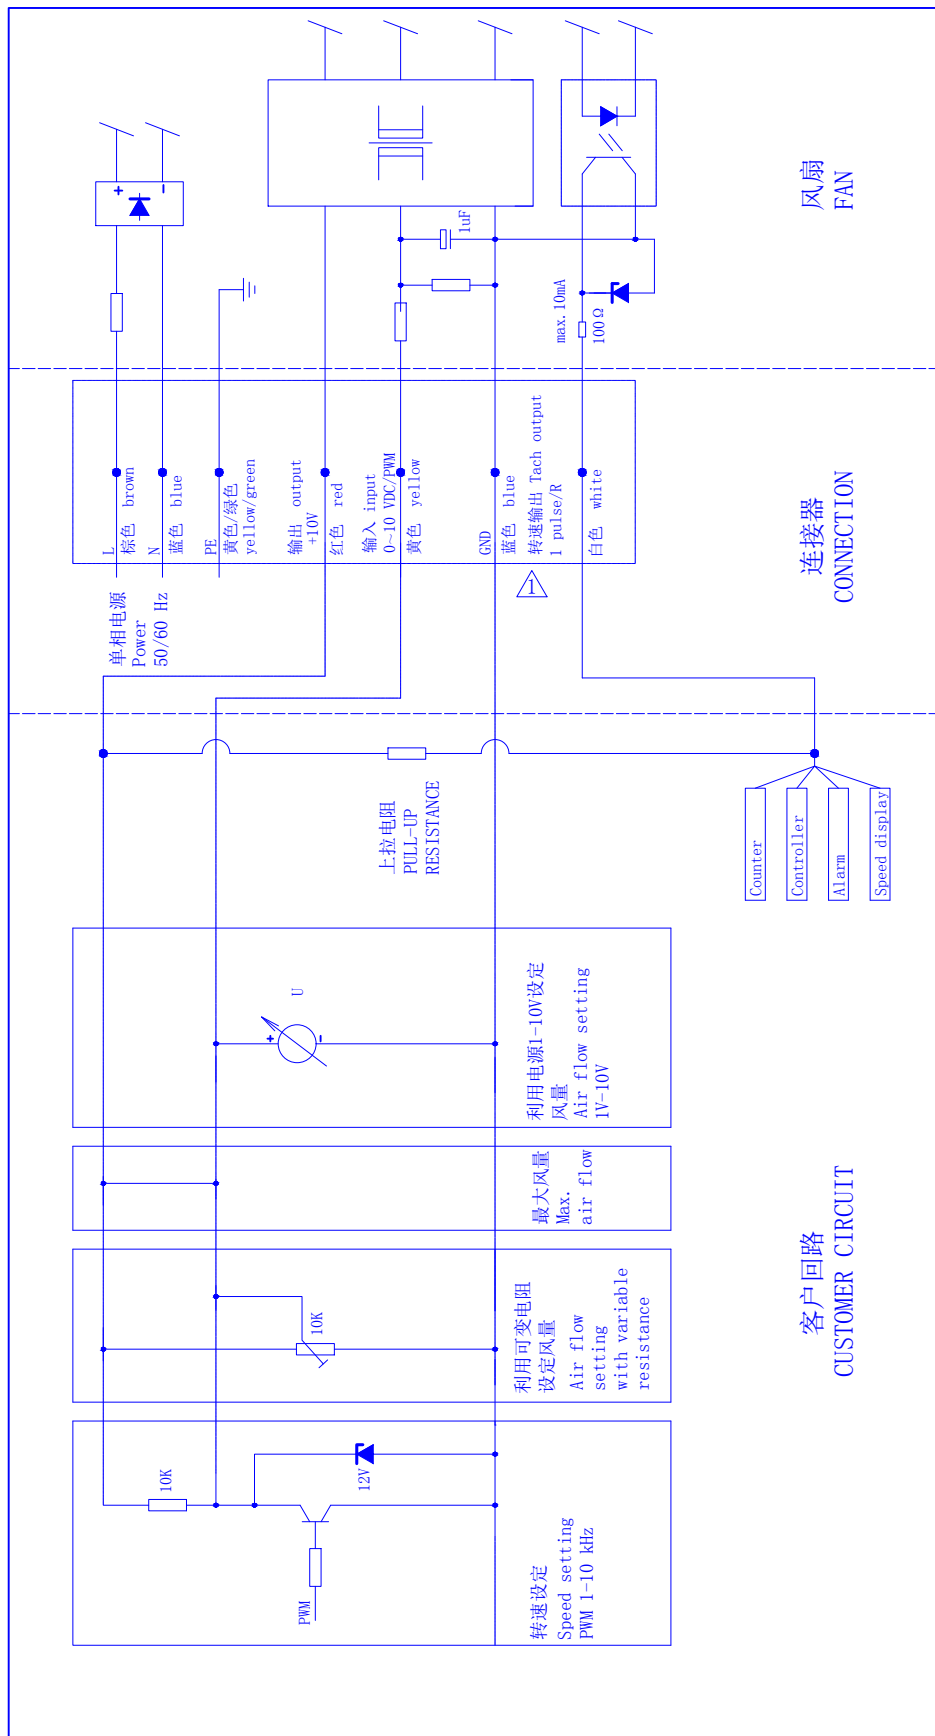 风扇
FAN
连接器
CONNECTION
客户回路
CUSTOMER CIRCUIT
+
-
1uF
max.10mA
100Ω
L
棕色 brown
N
蓝色 blue
PE
黄色/绿色
yellow/green
输出 output
+10V
红色 red
输入 input
0~10 VDC/PWM
黄色 yellow
GND
蓝色 blue
转速输出 Tach output
1 pulse/R
白色 white
1
单相电源
Power
50/60 Hz
上拉电阻
PULL-UP
RESISTANCE
Counter
Controller
Alarm
Speed display
U
+
-
利用电源1-10V设定
风量
Air flow setting
1V-10V
最大风量
Max.
air flow
10K
利用可变电阻
设定风量
Air flow
setting
with variable
resistance
10K
12V
PWM
转速设定
Speed setting
PWM 1-10 kHz